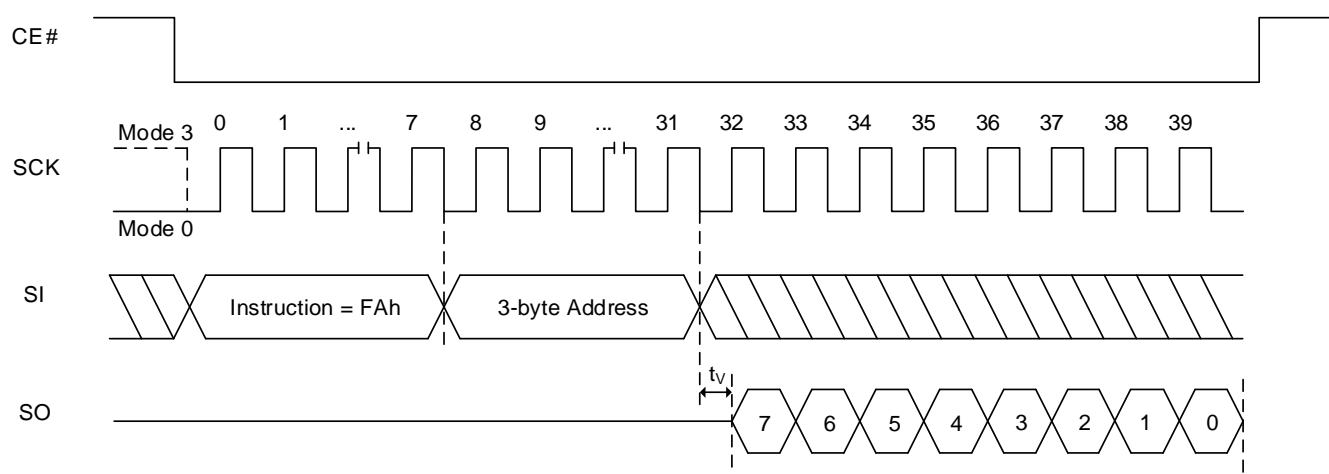 CE#
0 1 ... 7 8 9 ... 31 32 33 34 35 36 37 38 39
Mode 3
SCK
Mode 0
SI
Instruction = FAh
3-byte Address
tV
SO
7 6 5 4 3 2 1 0